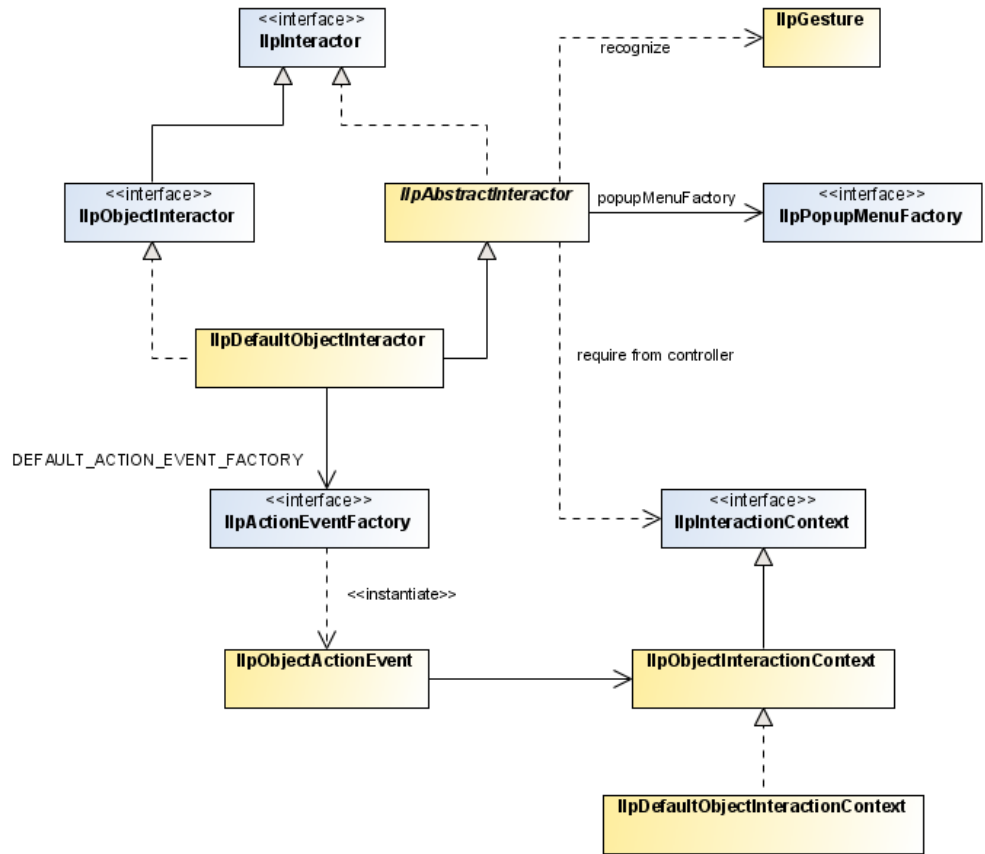 <<interface>>
IlpInteractor
recognize
IlpGesture
<<interface>>
IlpObjectInteractor
IlpAbstractInteractor
popupMenuFactory
<<interface>>
IlpPopupMenuFactory
IlpDefaultObjectInteractor
require from controller
DEFAULT_ACTION_EVENT_FACTORY
<<interface>>
IlpActionEventFactory
<<interface>>
IlpInteractionContext
<<instantiate>>
IlpObjectActionEvent
IlpObjectInteractionContext
IlpDefaultObjectInteractionContext